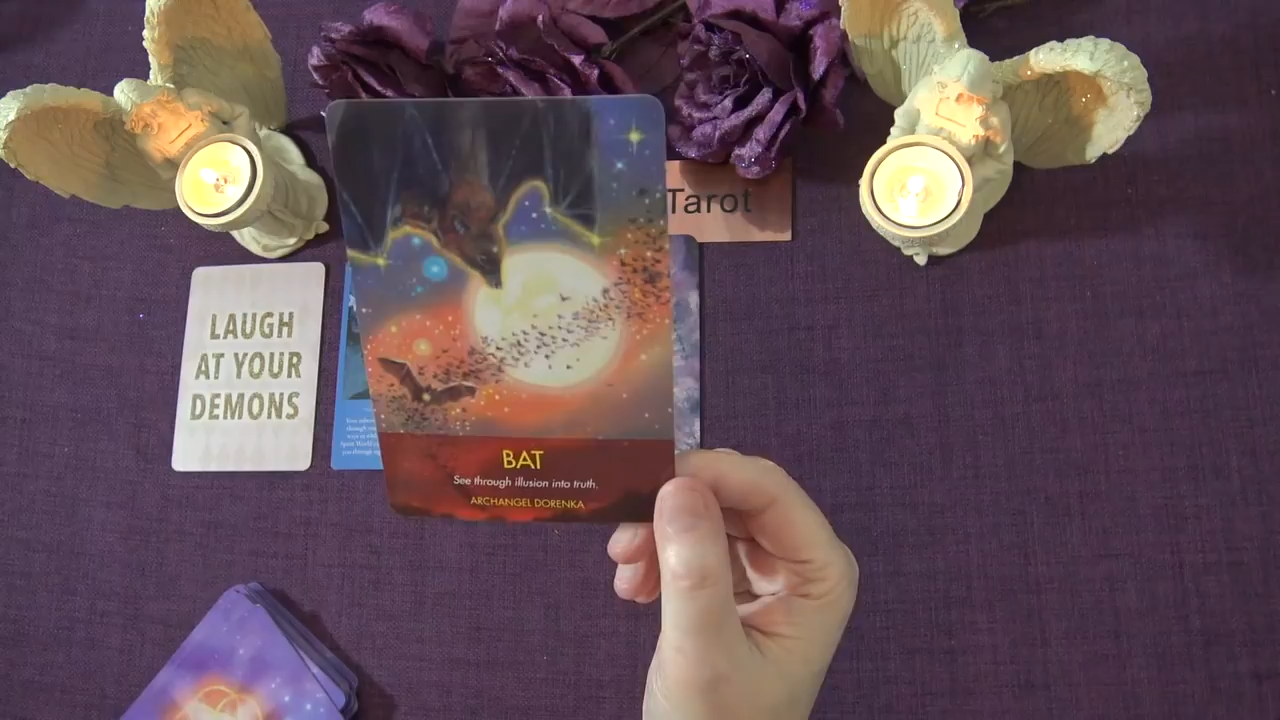 Tarot
LAUGH
AT YOUR
DEMONS
BAT
See through illusion into truth.
ARCHANGEL DORENKA